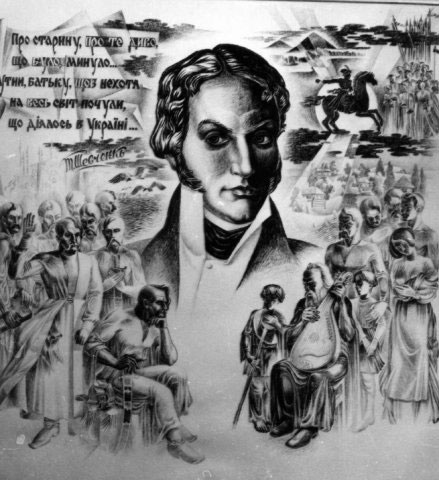 Про старину, про те диво,
що було, минуло...
утни, батьку, щоб нехотя
на весь світ почули,
що діялось в Україні...
Т.Шевченко